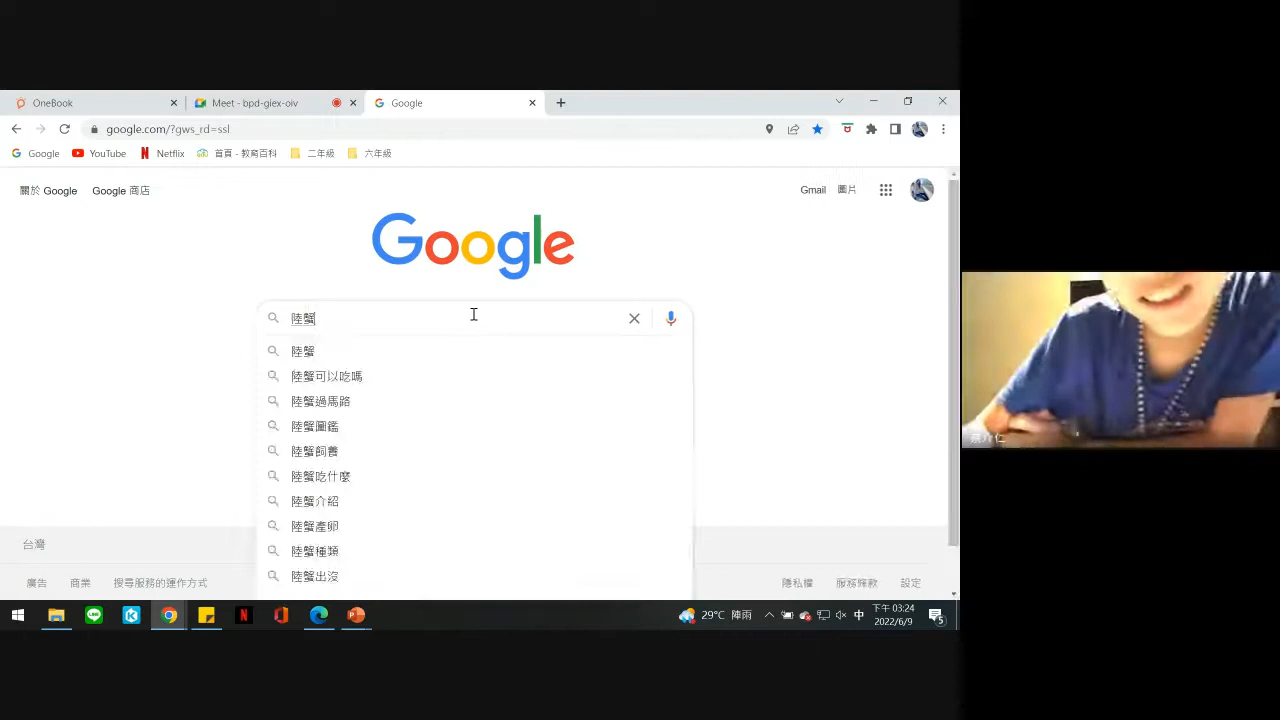 OneBook
Meet - bpd-giex-oiv
Google
google.com/?gws_rd=ssl
Google
YouTube
Netflix
首頁 - 教育百科
二年級
六年級
關於 Google
Google 商店
Gmail
圖片
Google
陸蟹
陸蟹
陸蟹可以吃嗎
陸蟹過馬路
陸蟹圖鑑
陸蟹飼養
陸蟹吃什麼
陸蟹介紹
陸蟹產卵
陸蟹種類
陸蟹出沒
台灣
廣告
商業
搜尋服務的運作方式
隱私權
服務條款
設定
29°C 陣雨
中
下午 03:24
2022/6/9
5